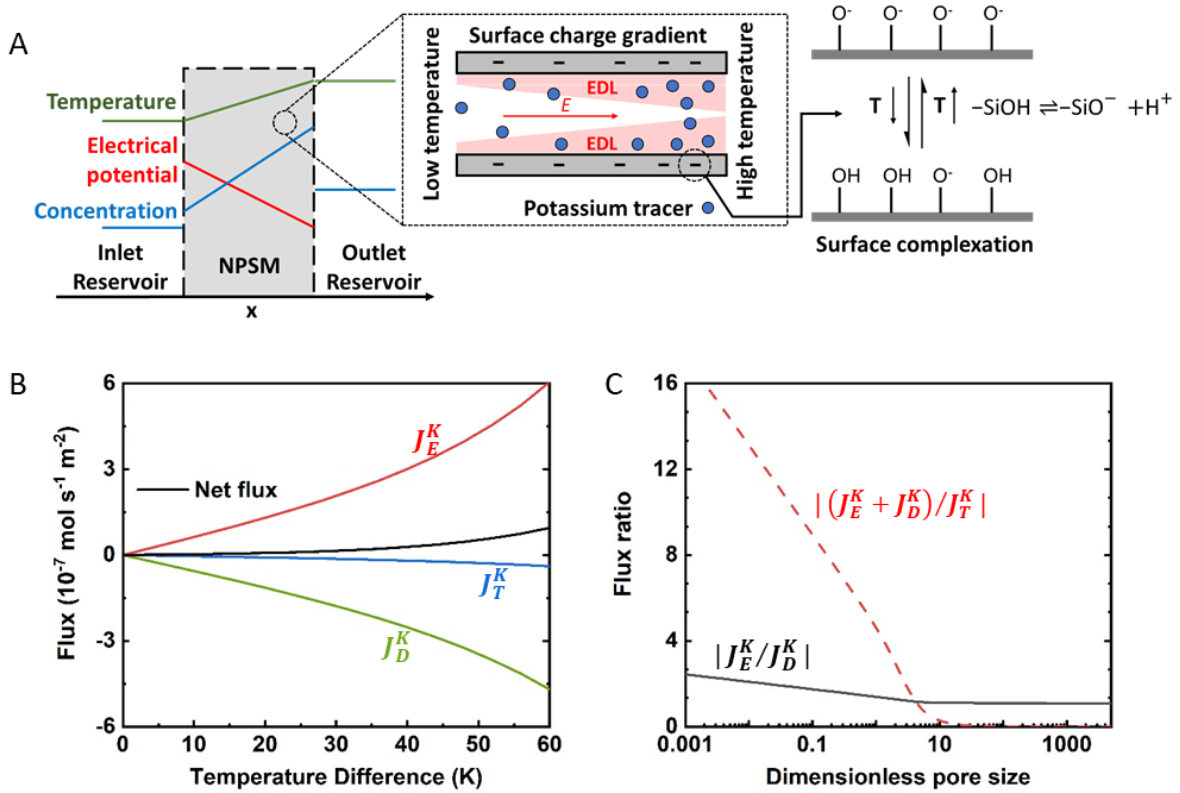 A
Temperature
Electrical
potential
Concentration
Inlet
Reservoir
NPSM
Outlet
Reservoir
x
Low temperature
Surface charge gradient
EDL
E
EDL
High temperature
Potassium tracer
O⁻ O⁻ O⁻ O⁻
T ↓ T ↑ −SiOH ⇌−SiO⁻ +H⁺
OH OH O⁻ OH
Surface complexation
B
Flux (10⁻⁷ mol s⁻¹ m⁻²)
6
3
0
-3
-6
Net flux
J_E^K
J_T^K
J_D^K
0 10 20 30 40 50 60
Temperature Difference (K)
C
Flux ratio
16
12
8
4
0
|(J_E^K + J_D^K)/J_T^K|
|J_E^K/J_D^K|
0.001 0.1 10 1000
Dimensionless pore size